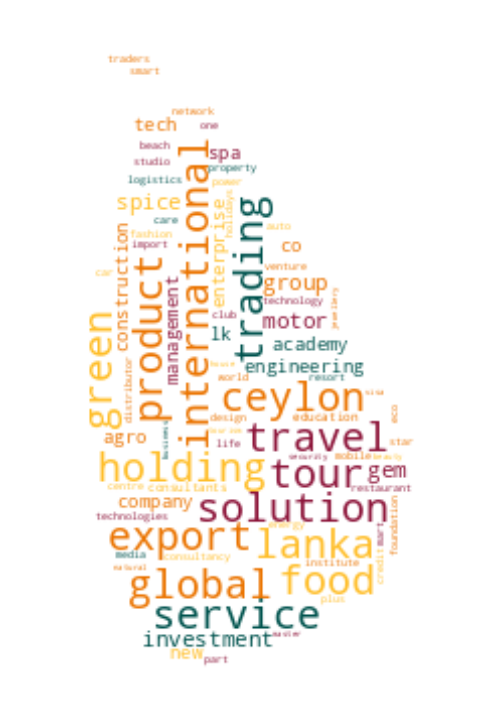 traders
smart
network
tech
one
beach
spa
studio
property
logistics
power
international
spice
holidays
enterprise
trading
care
auto
fashion
import
co
construction
product
venture
car
management
group
technology
jewellery
green
club
motor
lk
academy
distributor
engineering
world
resort
ceylon
design
education
eco
agro
business
life
travel
star
holding
security
mobile
beauty
tour
gem
centre
consultants
restaurant
company
solution
technologies
energy
mart
foundation
export
lanka
media
consultancy
institute
credit
natural
global
food
plus
service
investment
new
part